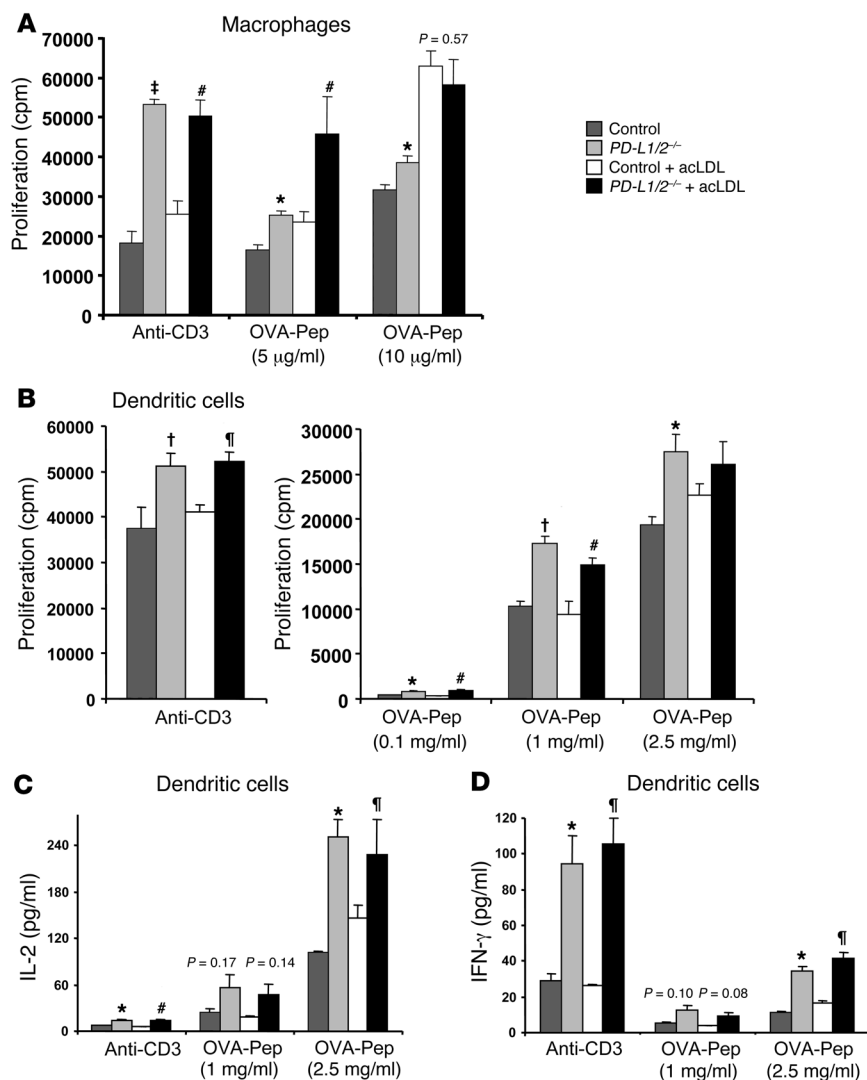 A
Macrophages
Proliferation (cpm)
70000
60000
50000
40000
30000
20000
10000
0
‡
#
*
#
*
P = 0.57
Anti-CD3
OVA-Pep
(5 μg/ml)
OVA-Pep
(10 μg/ml)
Control
PD-L1/2–/–
Control + acLDL
PD-L1/2–/– + acLDL
B
Dendritic cells
Proliferation (cpm)
60000
50000
40000
30000
20000
10000
0
†
¶
Anti-CD3
Proliferation (cpm)
30000
25000
20000
15000
10000
5000
0
*
#
†
#
*
OVA-Pep
(0.1 mg/ml)
OVA-Pep
(1 mg/ml)
OVA-Pep
(2.5 mg/ml)
C
Dendritic cells
IL-2 (pg/ml)
240
180
120
60
0
*
#
P = 0.17
P = 0.14
*
¶
Anti-CD3
OVA-Pep
(1 mg/ml)
OVA-Pep
(2.5 mg/ml)
D
Dendritic cells
IFN-γ (pg/ml)
120
100
80
60
40
20
0
*
¶
P = 0.10
P = 0.08
*
¶
Anti-CD3
OVA-Pep
(1 mg/ml)
OVA-Pep
(2.5 mg/ml)